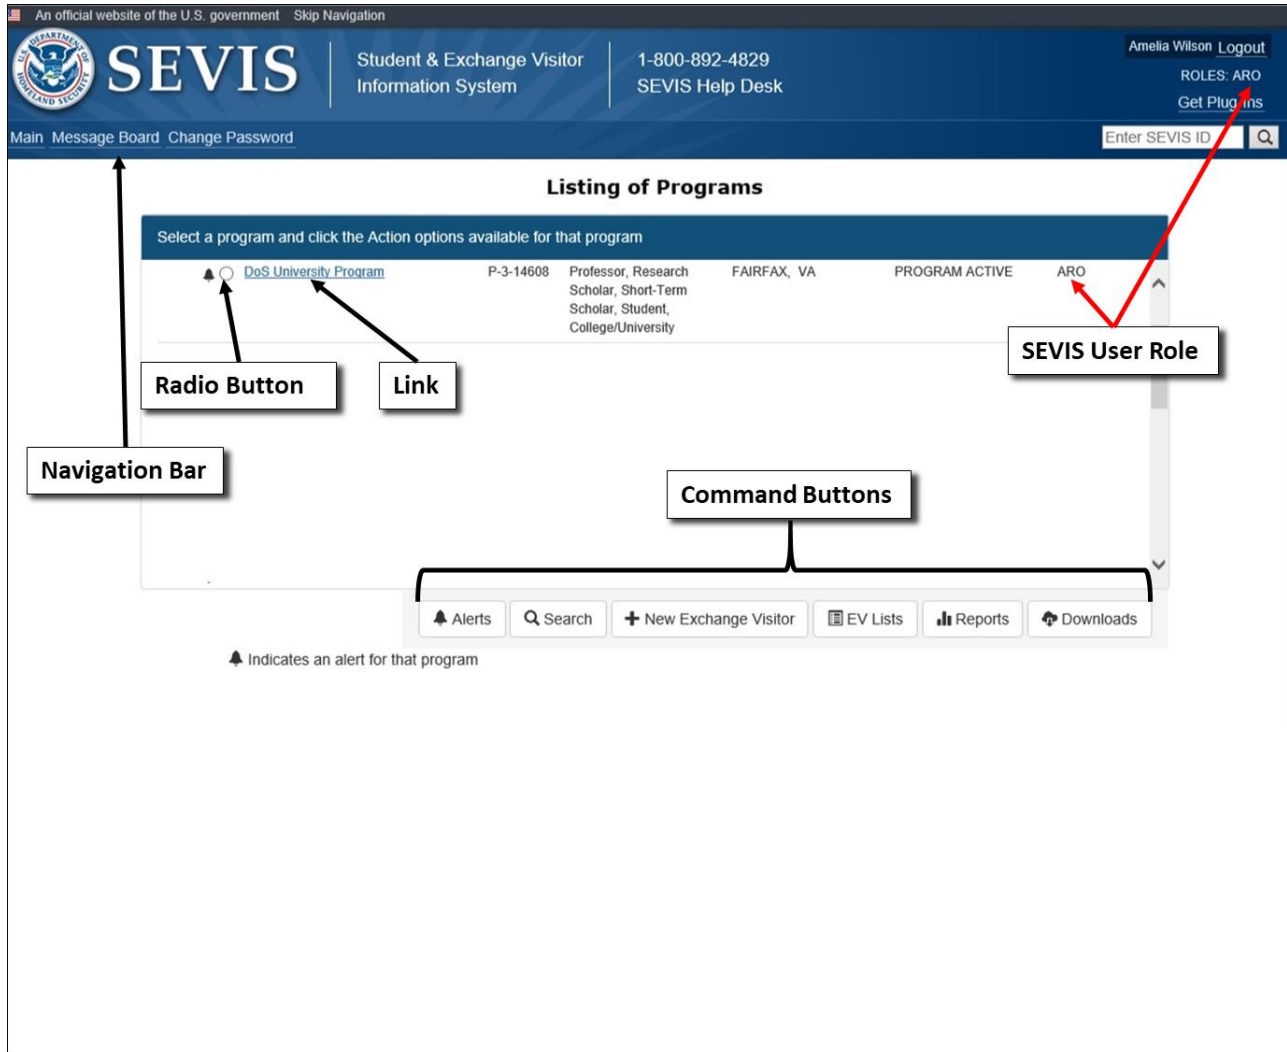 An official website of the U.S. government Skip Navigation
U.S. DEPARTMENT OF HOMELAND SECURITY
SEVIS
Student & Exchange Visitor
Information System
1-800-892-4829
SEVIS Help Desk
Amelia Wilson Logout
ROLES: ARO
Get Plug-Ins
Main Message Board Change Password
Enter SEVIS ID
Listing of Programs
Select a program and click the Action options available for that program
DoS University Program P-3-14608 Professor, Research FAIRFAX, VA PROGRAM ACTIVE ARO
Scholar, Short-Term
Scholar, Student,
College/University
SEVIS User Role
Radio Button
Link
Navigation Bar
Command Buttons
Alerts Search New Exchange Visitor EV Lists Reports Downloads
Indicates an alert for that program